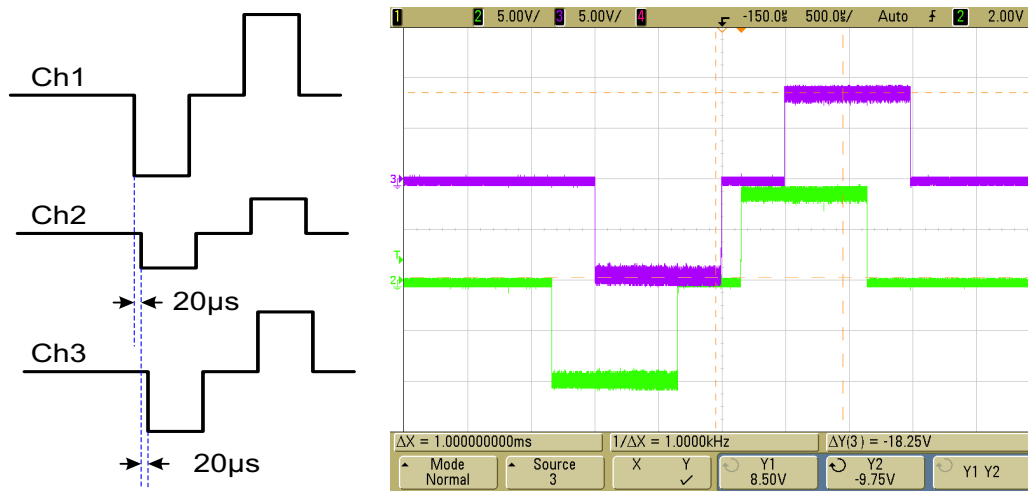 Ch1
Ch2
20µs
Ch3
20µs
1 2 5.00V/ 3 5.00V/ 4 -150.0µs 500.0µs/ Auto 2 2.00V
3
T
2
ΔX = 1.000000000ms 1/ΔX = 1.0000kHz ΔY(3) = -18.25V
Mode Source X Y Y1 Y2 Y1 Y2
Normal 3 8.50V -9.75V